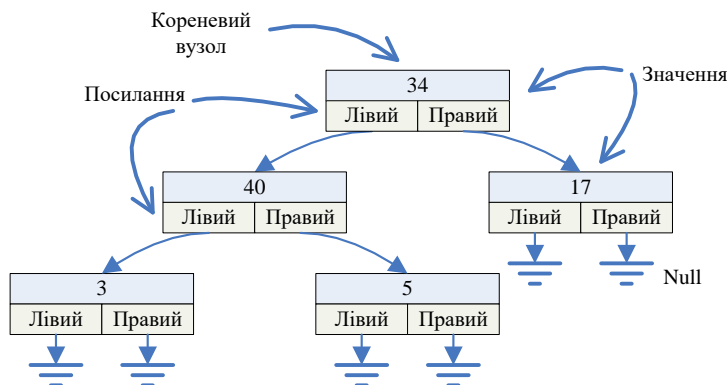 Кореневий
вузол
34
Значення
Посилання
Лівий Правий
40
17
Лівий Правий
Лівий Правий
3
5
Null
Лівий Правий
Лівий Правий